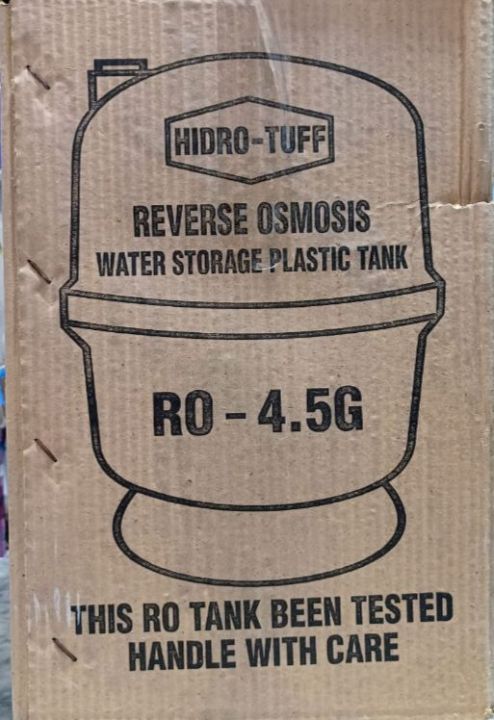 HIDRO-TUFF
REVERSE OSMOSIS
WATER STORAGE PLASTIC TANK
RO - 4.5G
THIS RO TANK BEEN TESTED
HANDLE WITH CARE